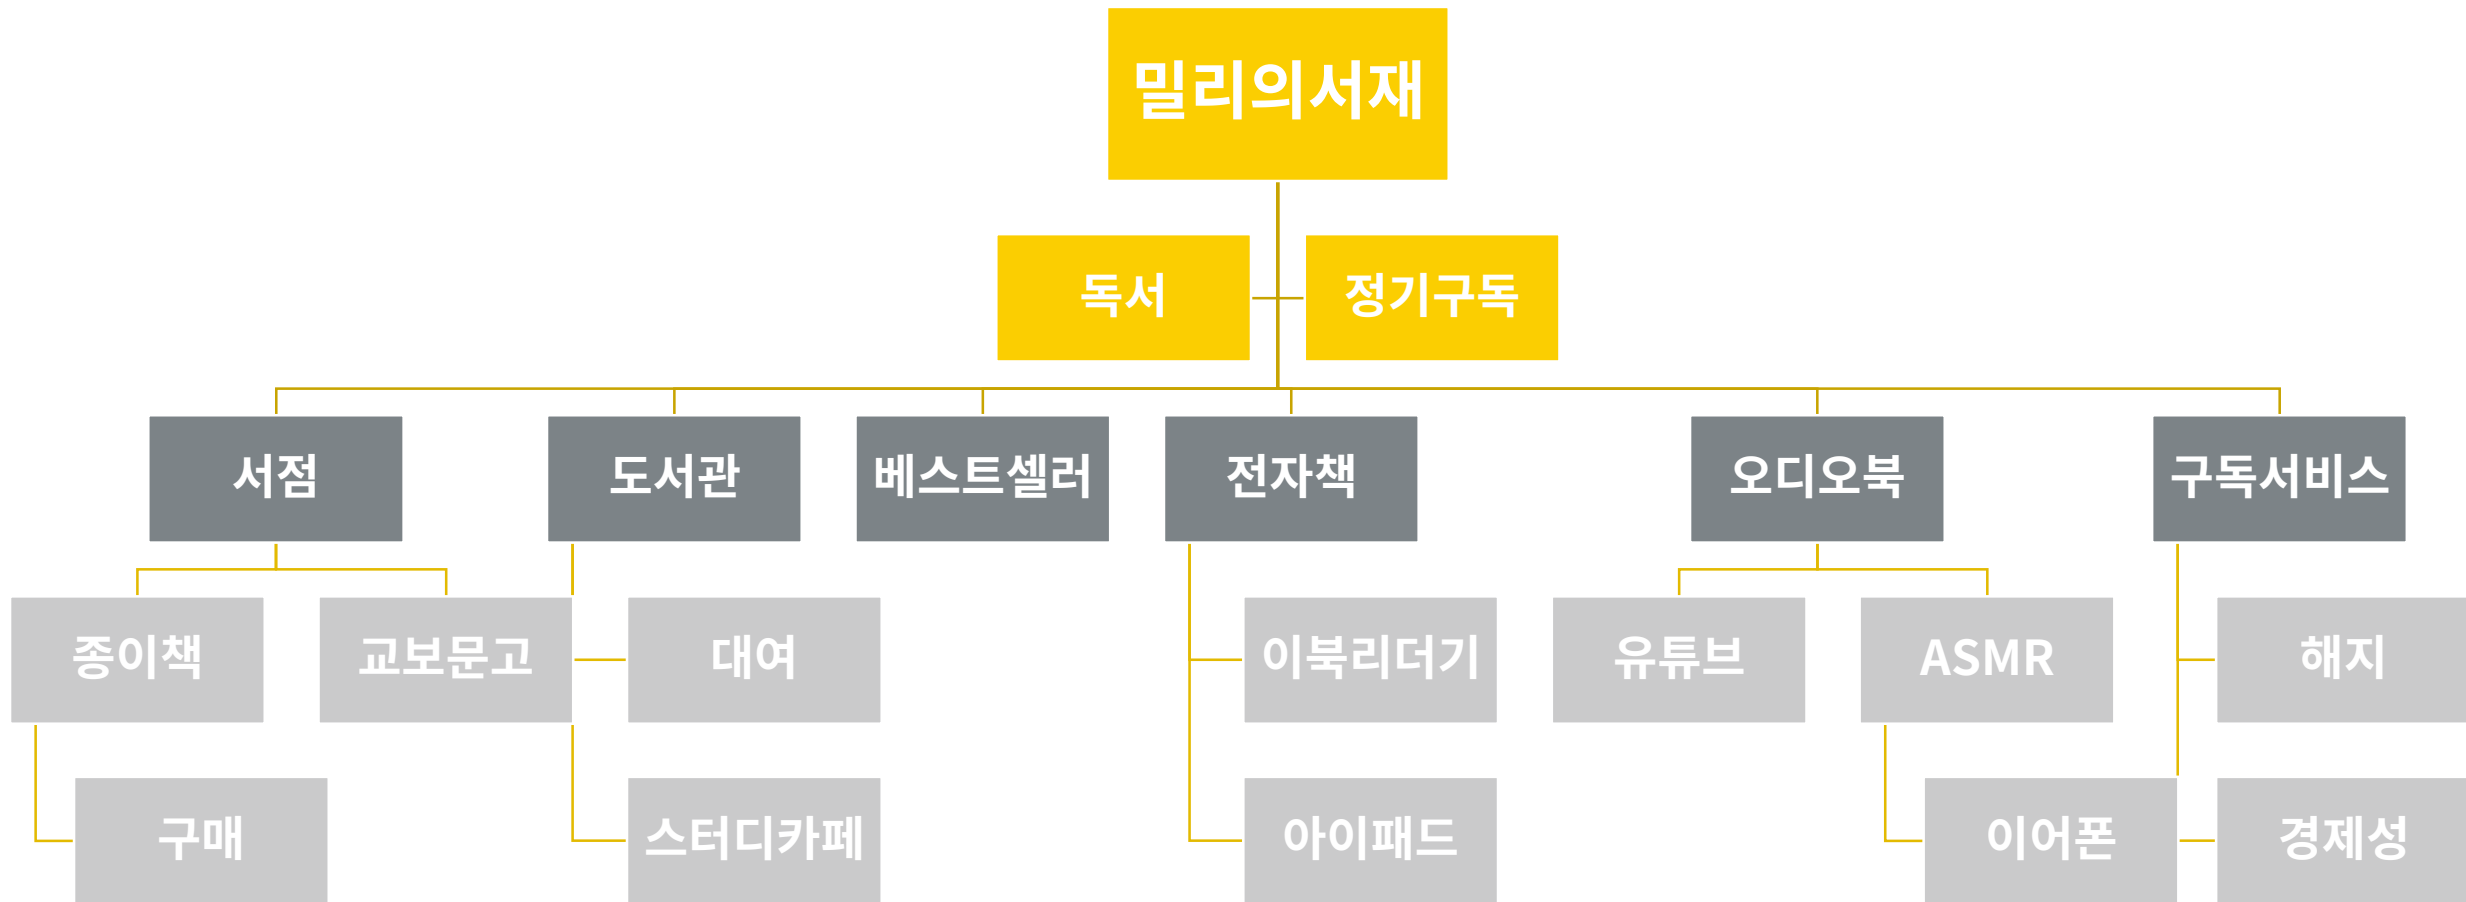 밀리의서재
독서
정기구독
서점
도서관
베스트셀러
전자책
오디오북
구독서비스
종이책
교보문고
대여
이북리더기
유튜브
ASMR
해지
구매
스터디카페
아이패드
이어폰
경제성